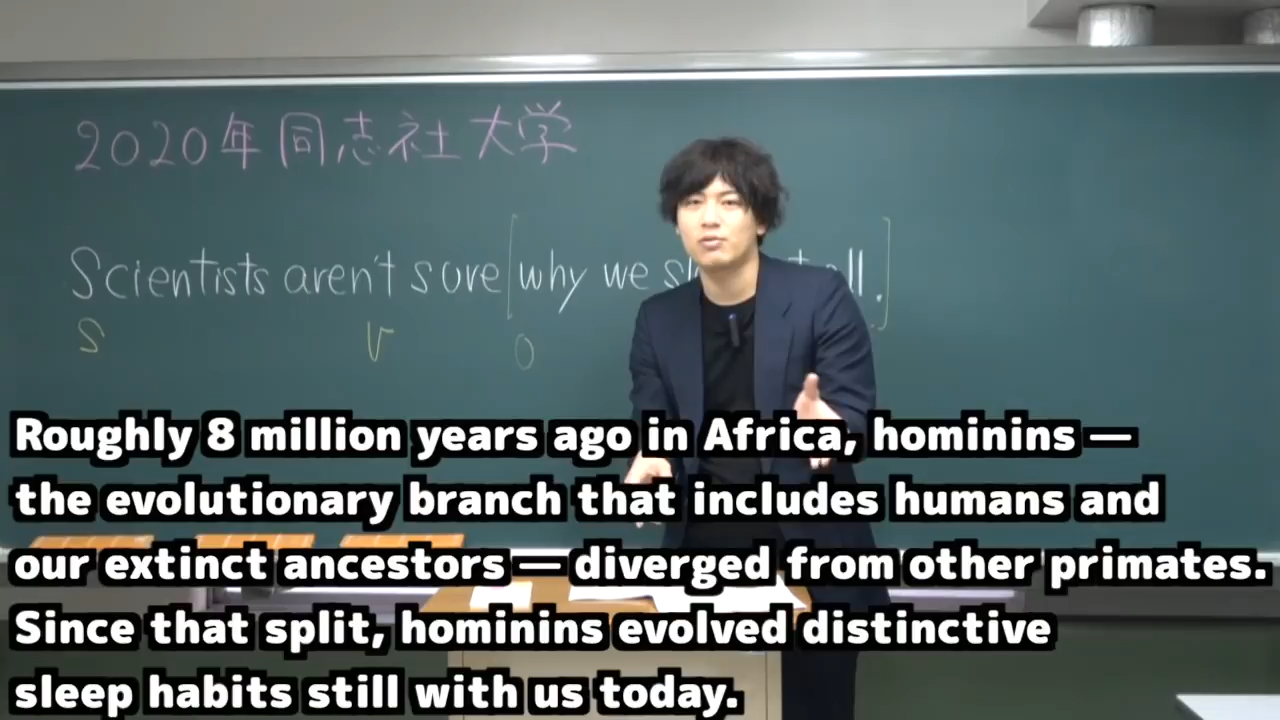 2020年同志社大学
Scientists aren't sure [why we all.]
S V O
Roughly 8 million years ago in Africa, hominins —
the evolutionary branch that includes humans and
our extinct ancestors — diverged from other primates.
Since that split, hominins evolved distinctive
sleep habits still with us today.